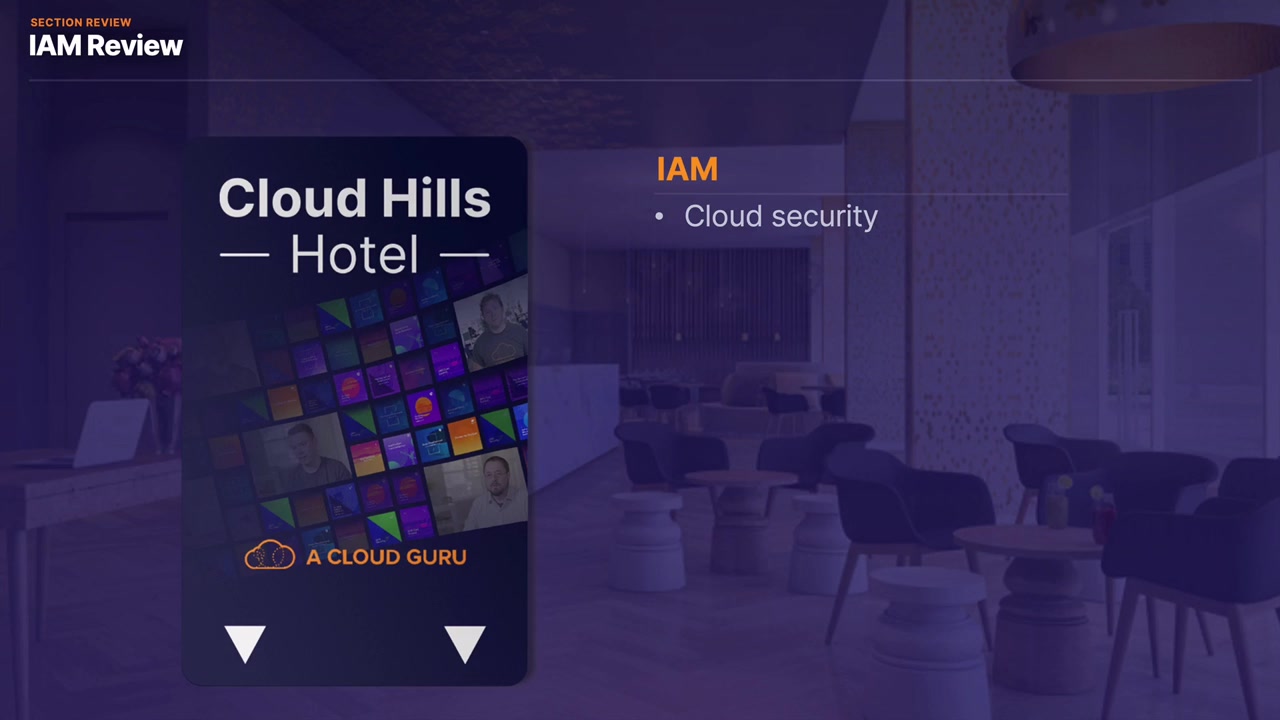 SECTION REVIEW
IAM Review
Cloud Hills
Hotel
A CLOUD GURU
IAM
• Cloud security